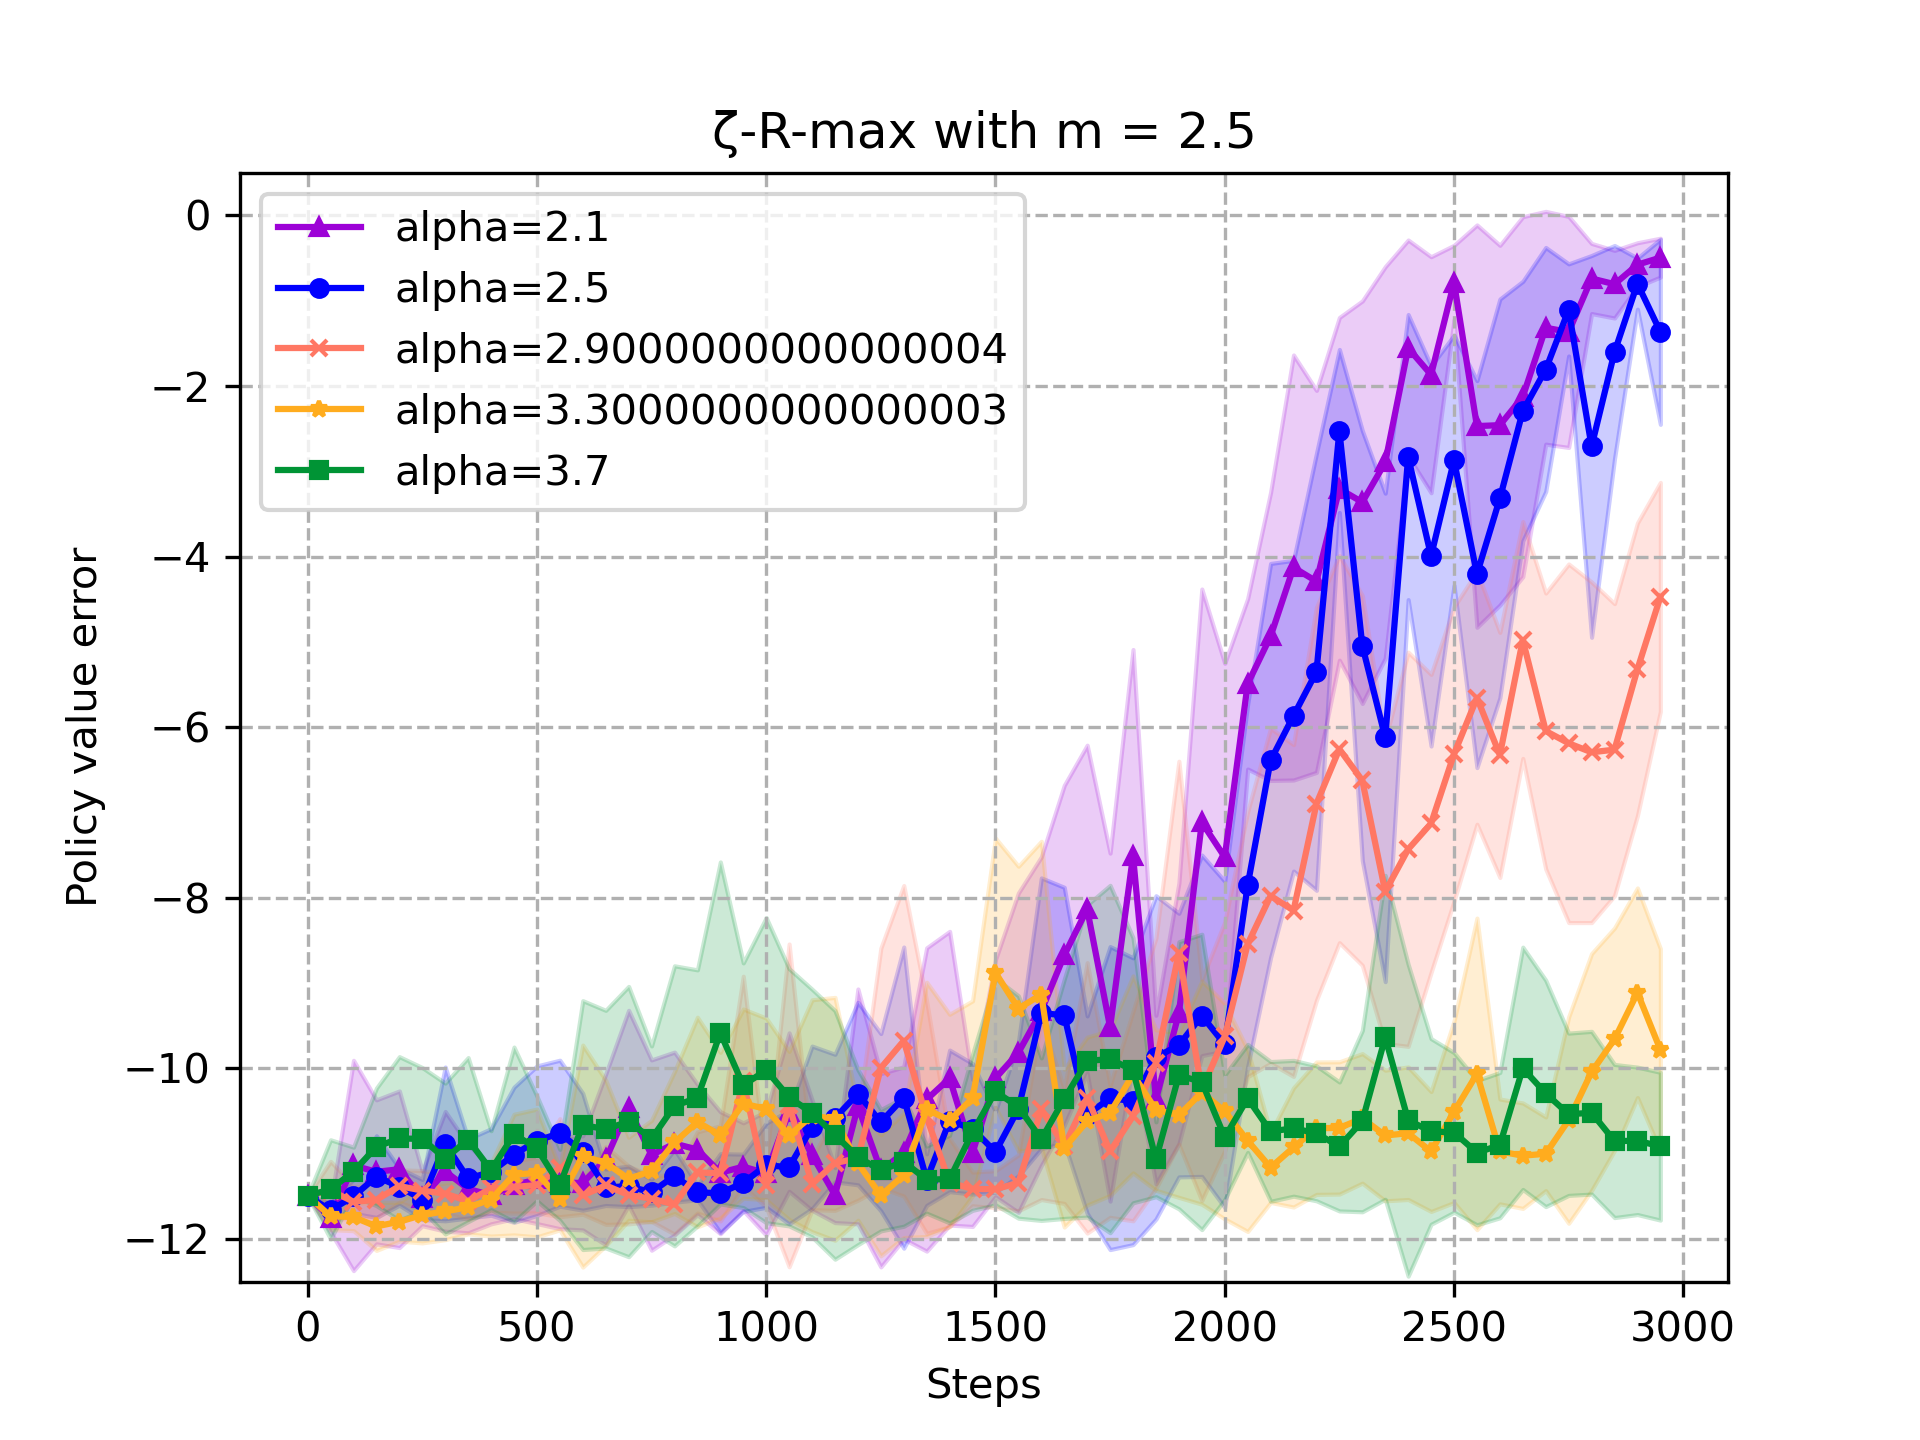 ζ-R-max with m = 2.5
alpha=2.1
alpha=2.5
alpha=2.9000000000000004
alpha=3.3000000000000003
alpha=3.7
0
−2
−4
−6
−8
−10
−12
Policy value error
0 500 1000 1500 2000 2500 3000
Steps